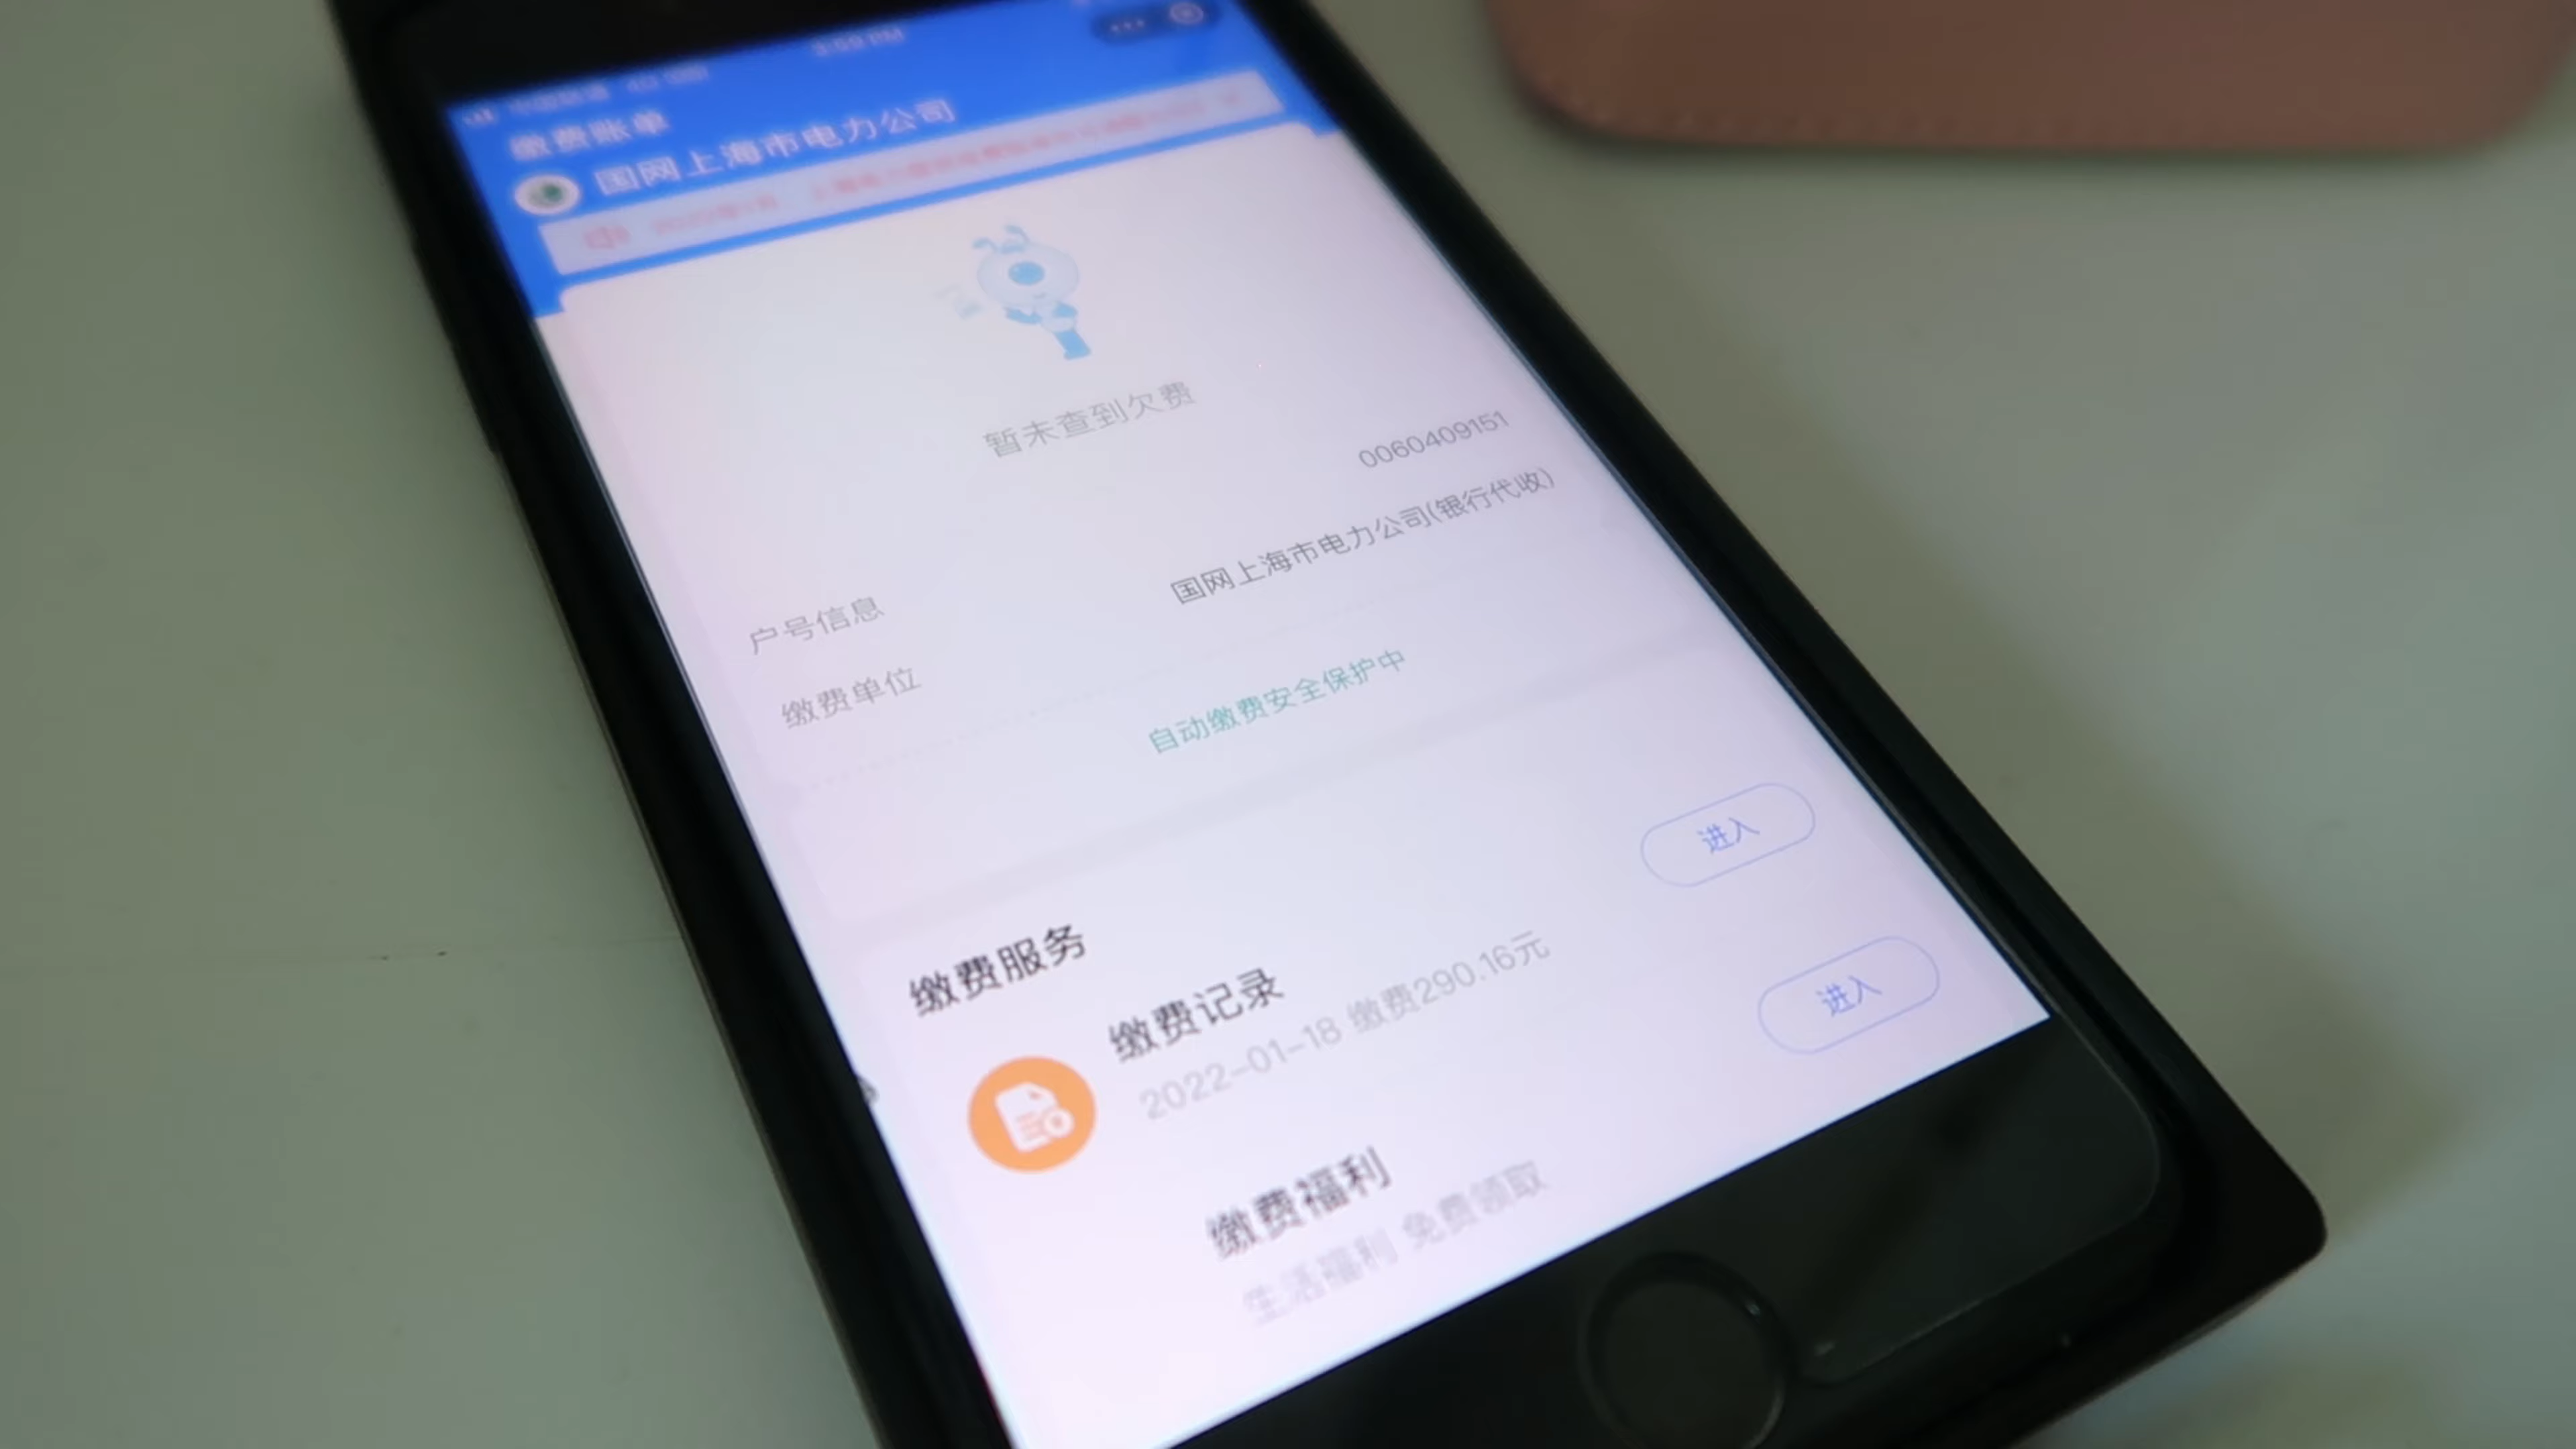 缴费账单
国网上海市电力公司
暂未查到欠费
户号信息 0060409151
缴费单位 国网上海市电力公司(银行代收)
自动缴费安全保护中
缴费服务
缴费记录
2022-01-18 缴费290.16元
进入
缴费福利
生活福利 免费领取
进入